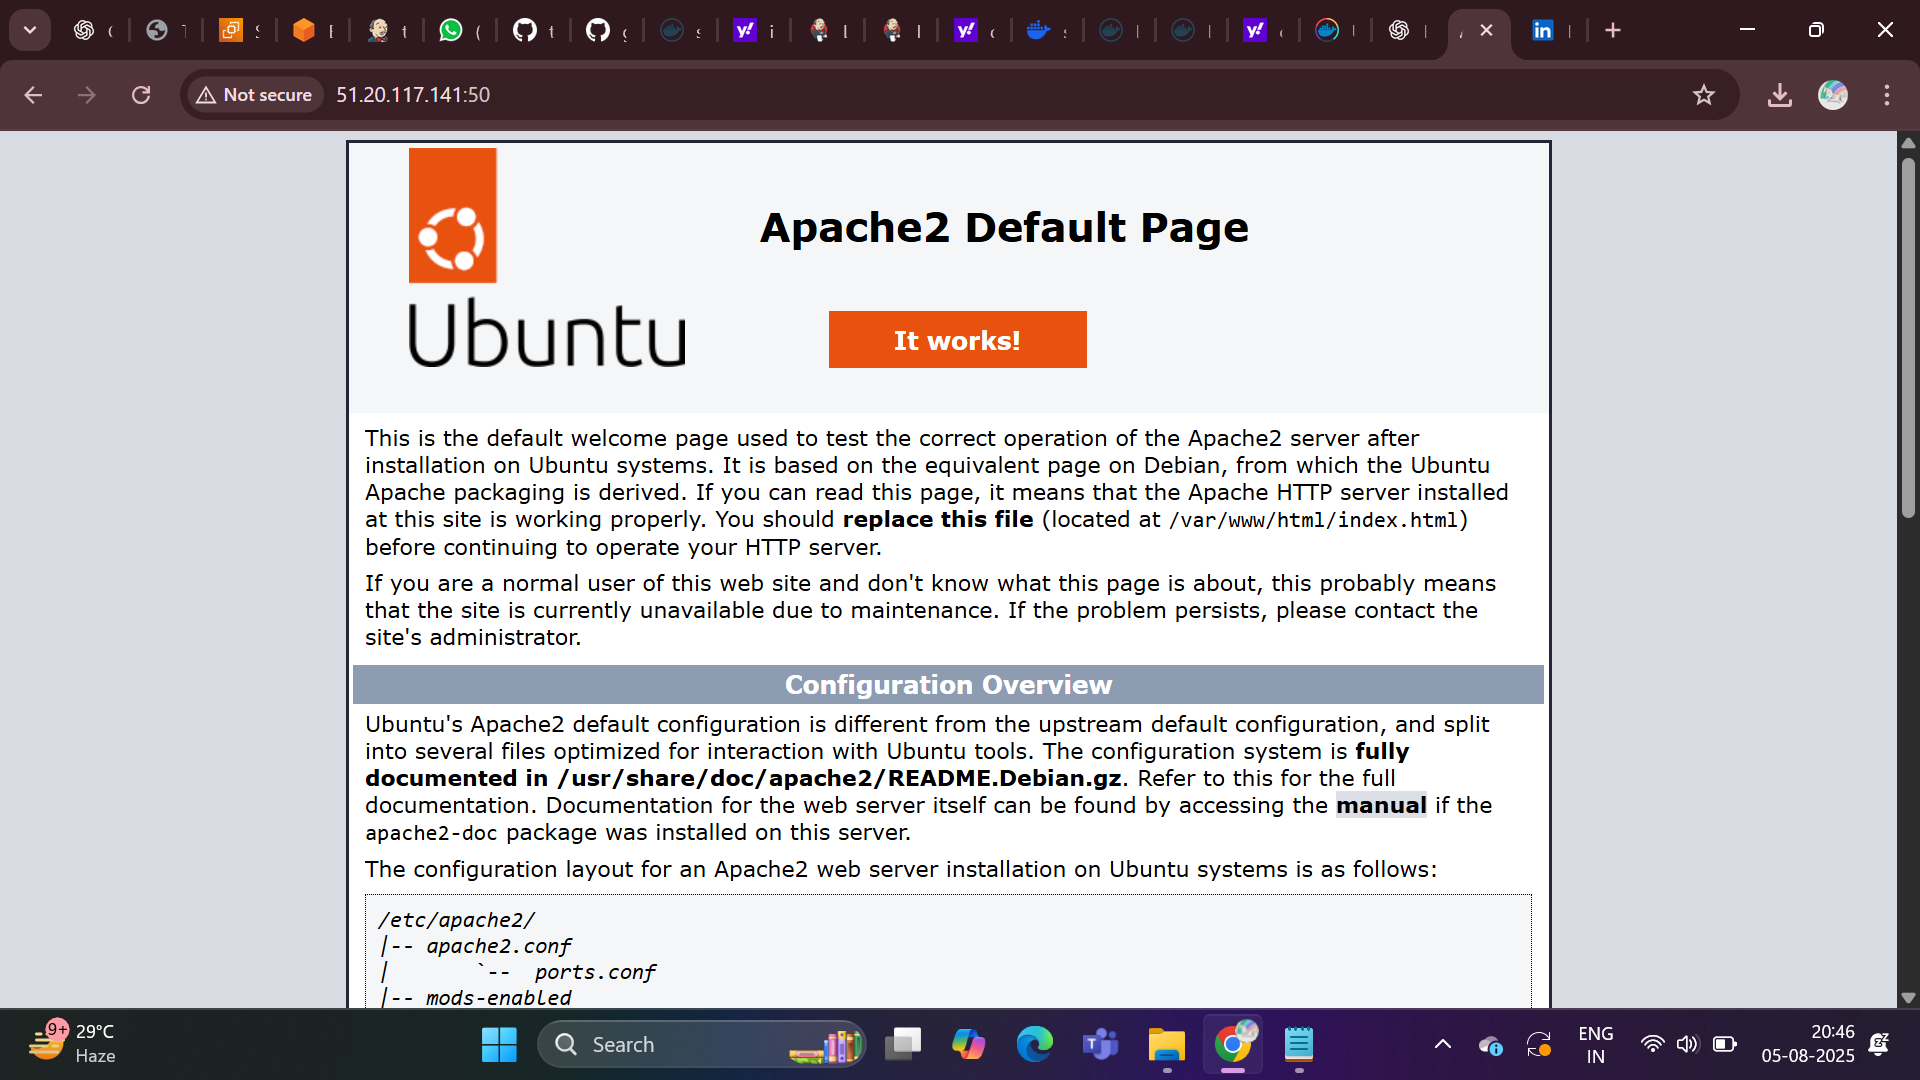 Not secure
51.20.117.141:50
Apache2 Default Page
Ubuntu
It works!
This is the default welcome page used to test the correct operation of the Apache2 server after
installation on Ubuntu systems. It is based on the equivalent page on Debian, from which the Ubuntu
Apache packaging is derived. If you can read this page, it means that the Apache HTTP server installed
at this site is working properly. You should replace this file (located at /var/www/html/index.html)
before continuing to operate your HTTP server.
If you are a normal user of this web site and don't know what this page is about, this probably means
that the site is currently unavailable due to maintenance. If the problem persists, please contact the
site's administrator.
Configuration Overview
Ubuntu's Apache2 default configuration is different from the upstream default configuration, and split
into several files optimized for interaction with Ubuntu tools. The configuration system is fully
documented in /usr/share/doc/apache2/README.Debian.gz. Refer to this for the full
documentation. Documentation for the web server itself can be found by accessing the manual if the
apache2-doc package was installed on this server.
The configuration layout for an Apache2 web server installation on Ubuntu systems is as follows:
/etc/apache2/
|-- apache2.conf
|       `--  ports.conf
|-- mods-enabled
9+
29°C
Haze
Search
ENG
IN
20:46
05-08-2025